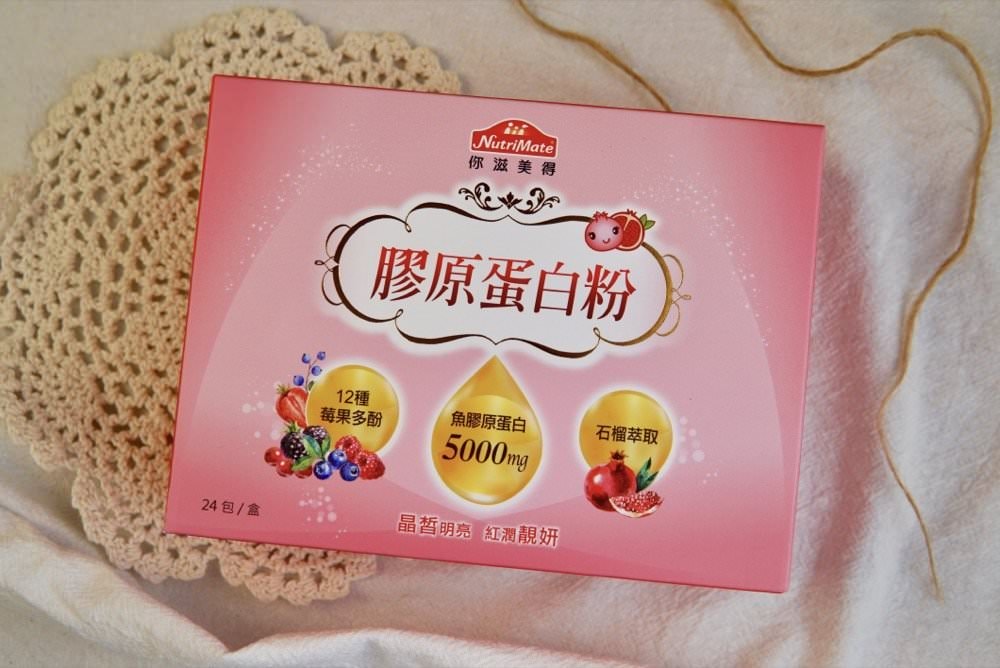 NutriMate
你滋美得
膠原蛋白粉
12種
莓果多酚
魚膠原蛋白
5000mg
石榴萃取
24包/盒
晶皙明亮 紅潤靚妍